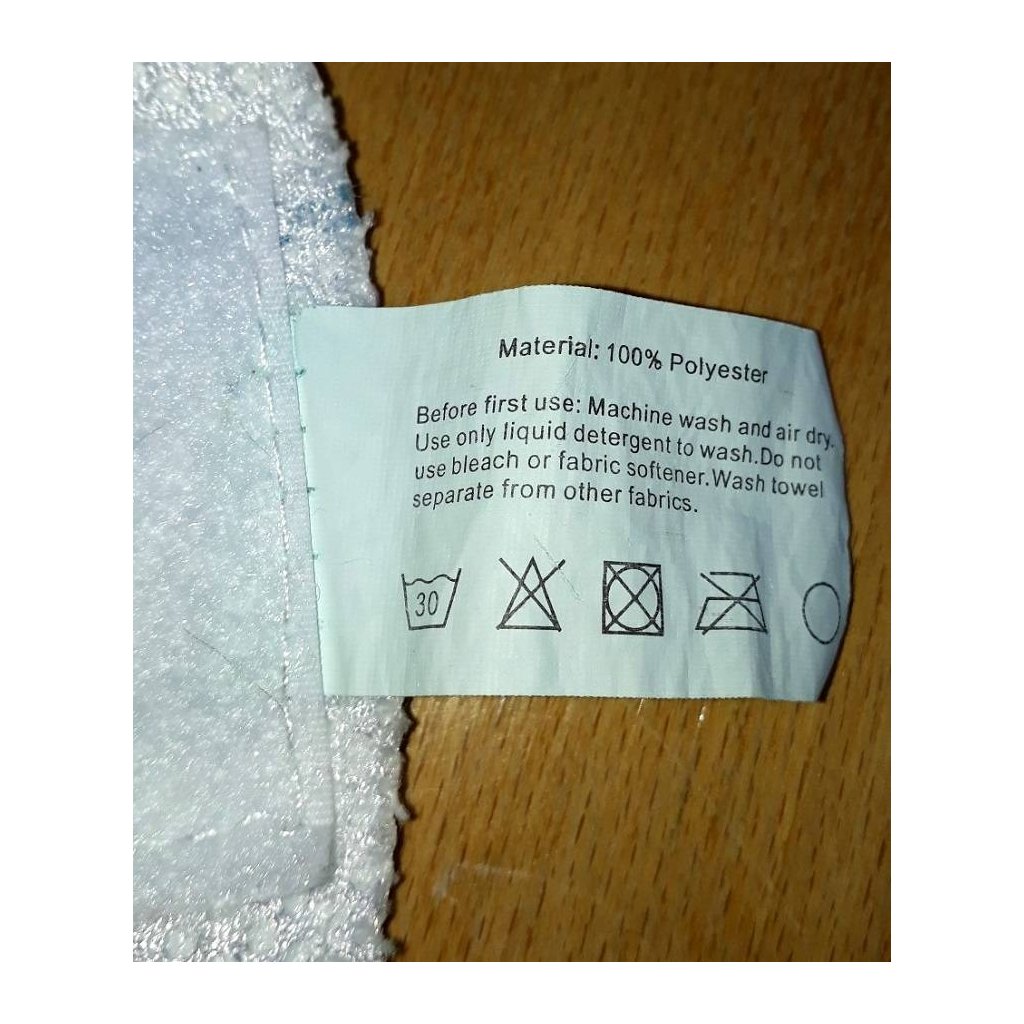 Material: 100% Polyester
Before first use: Machine wash and air dry.
Use only liquid detergent to wash.Do not
use bleach or fabric softener.Wash towel
separate from other fabrics.
30